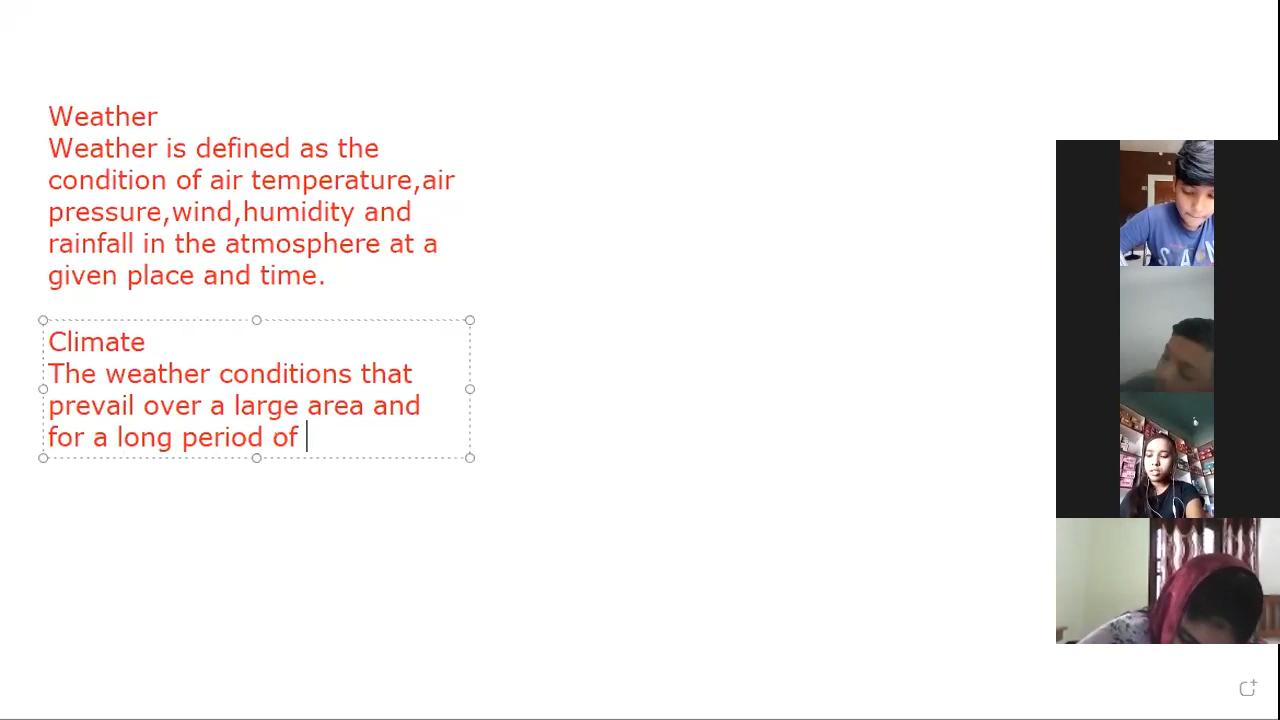 Weather
Weather is defined as the
condition of air temperature,air
pressure,wind,humidity and
rainfall in the atmosphere at a
given place and time.
Climate
The weather conditions that
prevail over a large area and
for a long period of